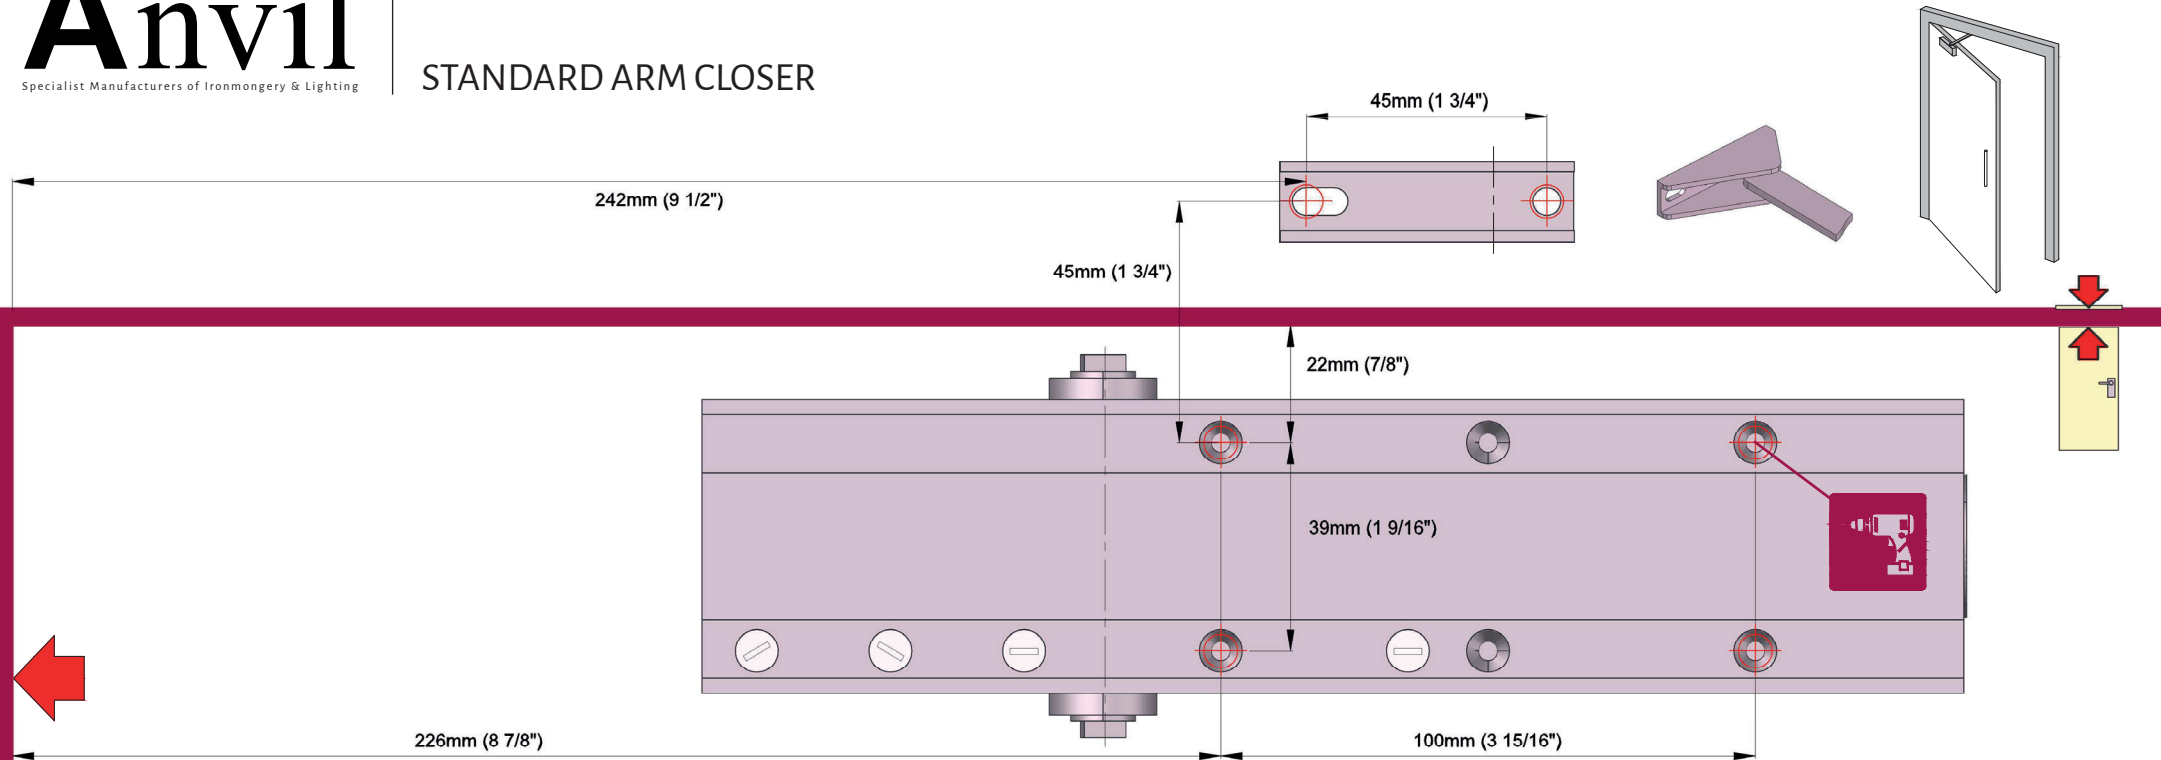 Anvil
Specialist Manufacturers of Ironmongery & Lighting
STANDARD ARM CLOSER
45mm (1 3/4")
242mm (9 1/2")
45mm (1 3/4")
22mm (7/8")
39mm (1 9/16")
226mm (8 7/8")
100mm (3 15/16")